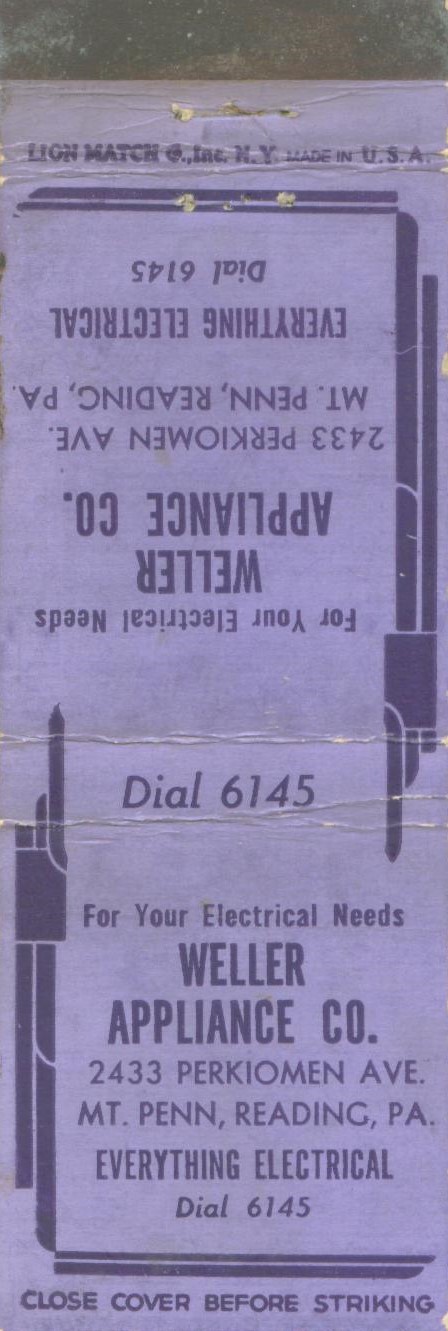 LION MATCH Co., Inc. N.Y. MADE IN U.S.A.
For Your Electrical Needs
WELLER
APPLIANCE CO.
2433 PERKIOMEN AVE.
MT. PENN, READING, PA.
EVERYTHING ELECTRICAL
Dial 6145
Dial 6145
For Your Electrical Needs
WELLER
APPLIANCE CO.
2433 PERKIOMEN AVE.
MT. PENN, READING, PA.
EVERYTHING ELECTRICAL
Dial 6145
CLOSE COVER BEFORE STRIKING